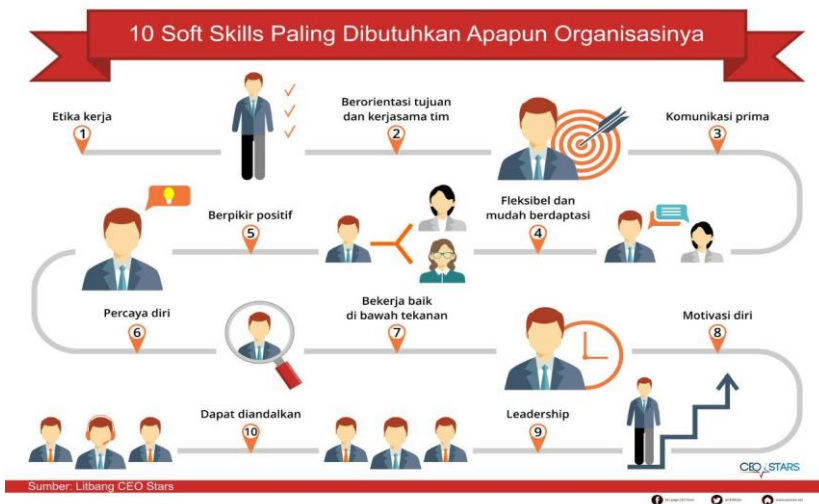 10 Soft Skills Paling Dibutuhkan Apapun Organisasinya
Etika kerja
1
Berorientasi tujuan
dan kerjasama tim
2
Komunikasi prima
3
Fleksibel dan
mudah berdaptasi
4
Berpikir positif
5
Percaya diri
6
Bekerja baik
di bawah tekanan
7
Motivasi diri
8
Leadership
9
Dapat diandalkan
10
CEO STARS
Sumber: Litbang CEO Stars